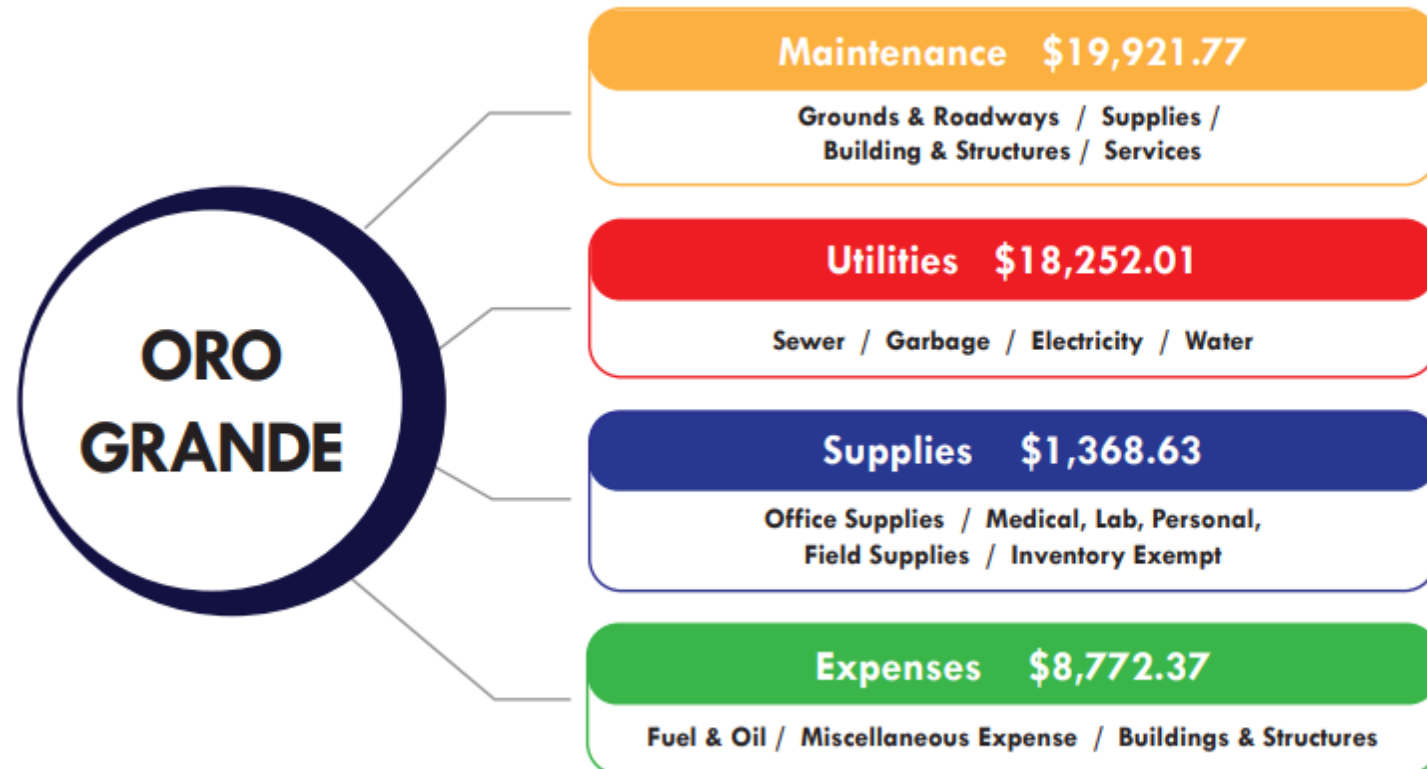 ORO
GRANDE
Maintenance $19,921.77
Grounds & Roadways / Supplies /
Building & Structures / Services
Utilities $18,252.01
Sewer / Garbage / Electricity / Water
Supplies $1,368.63
Office Supplies / Medical, Lab, Personal,
Field Supplies / Inventory Exempt
Expenses $8,772.37
Fuel & Oil / Miscellaneous Expense / Buildings & Structures